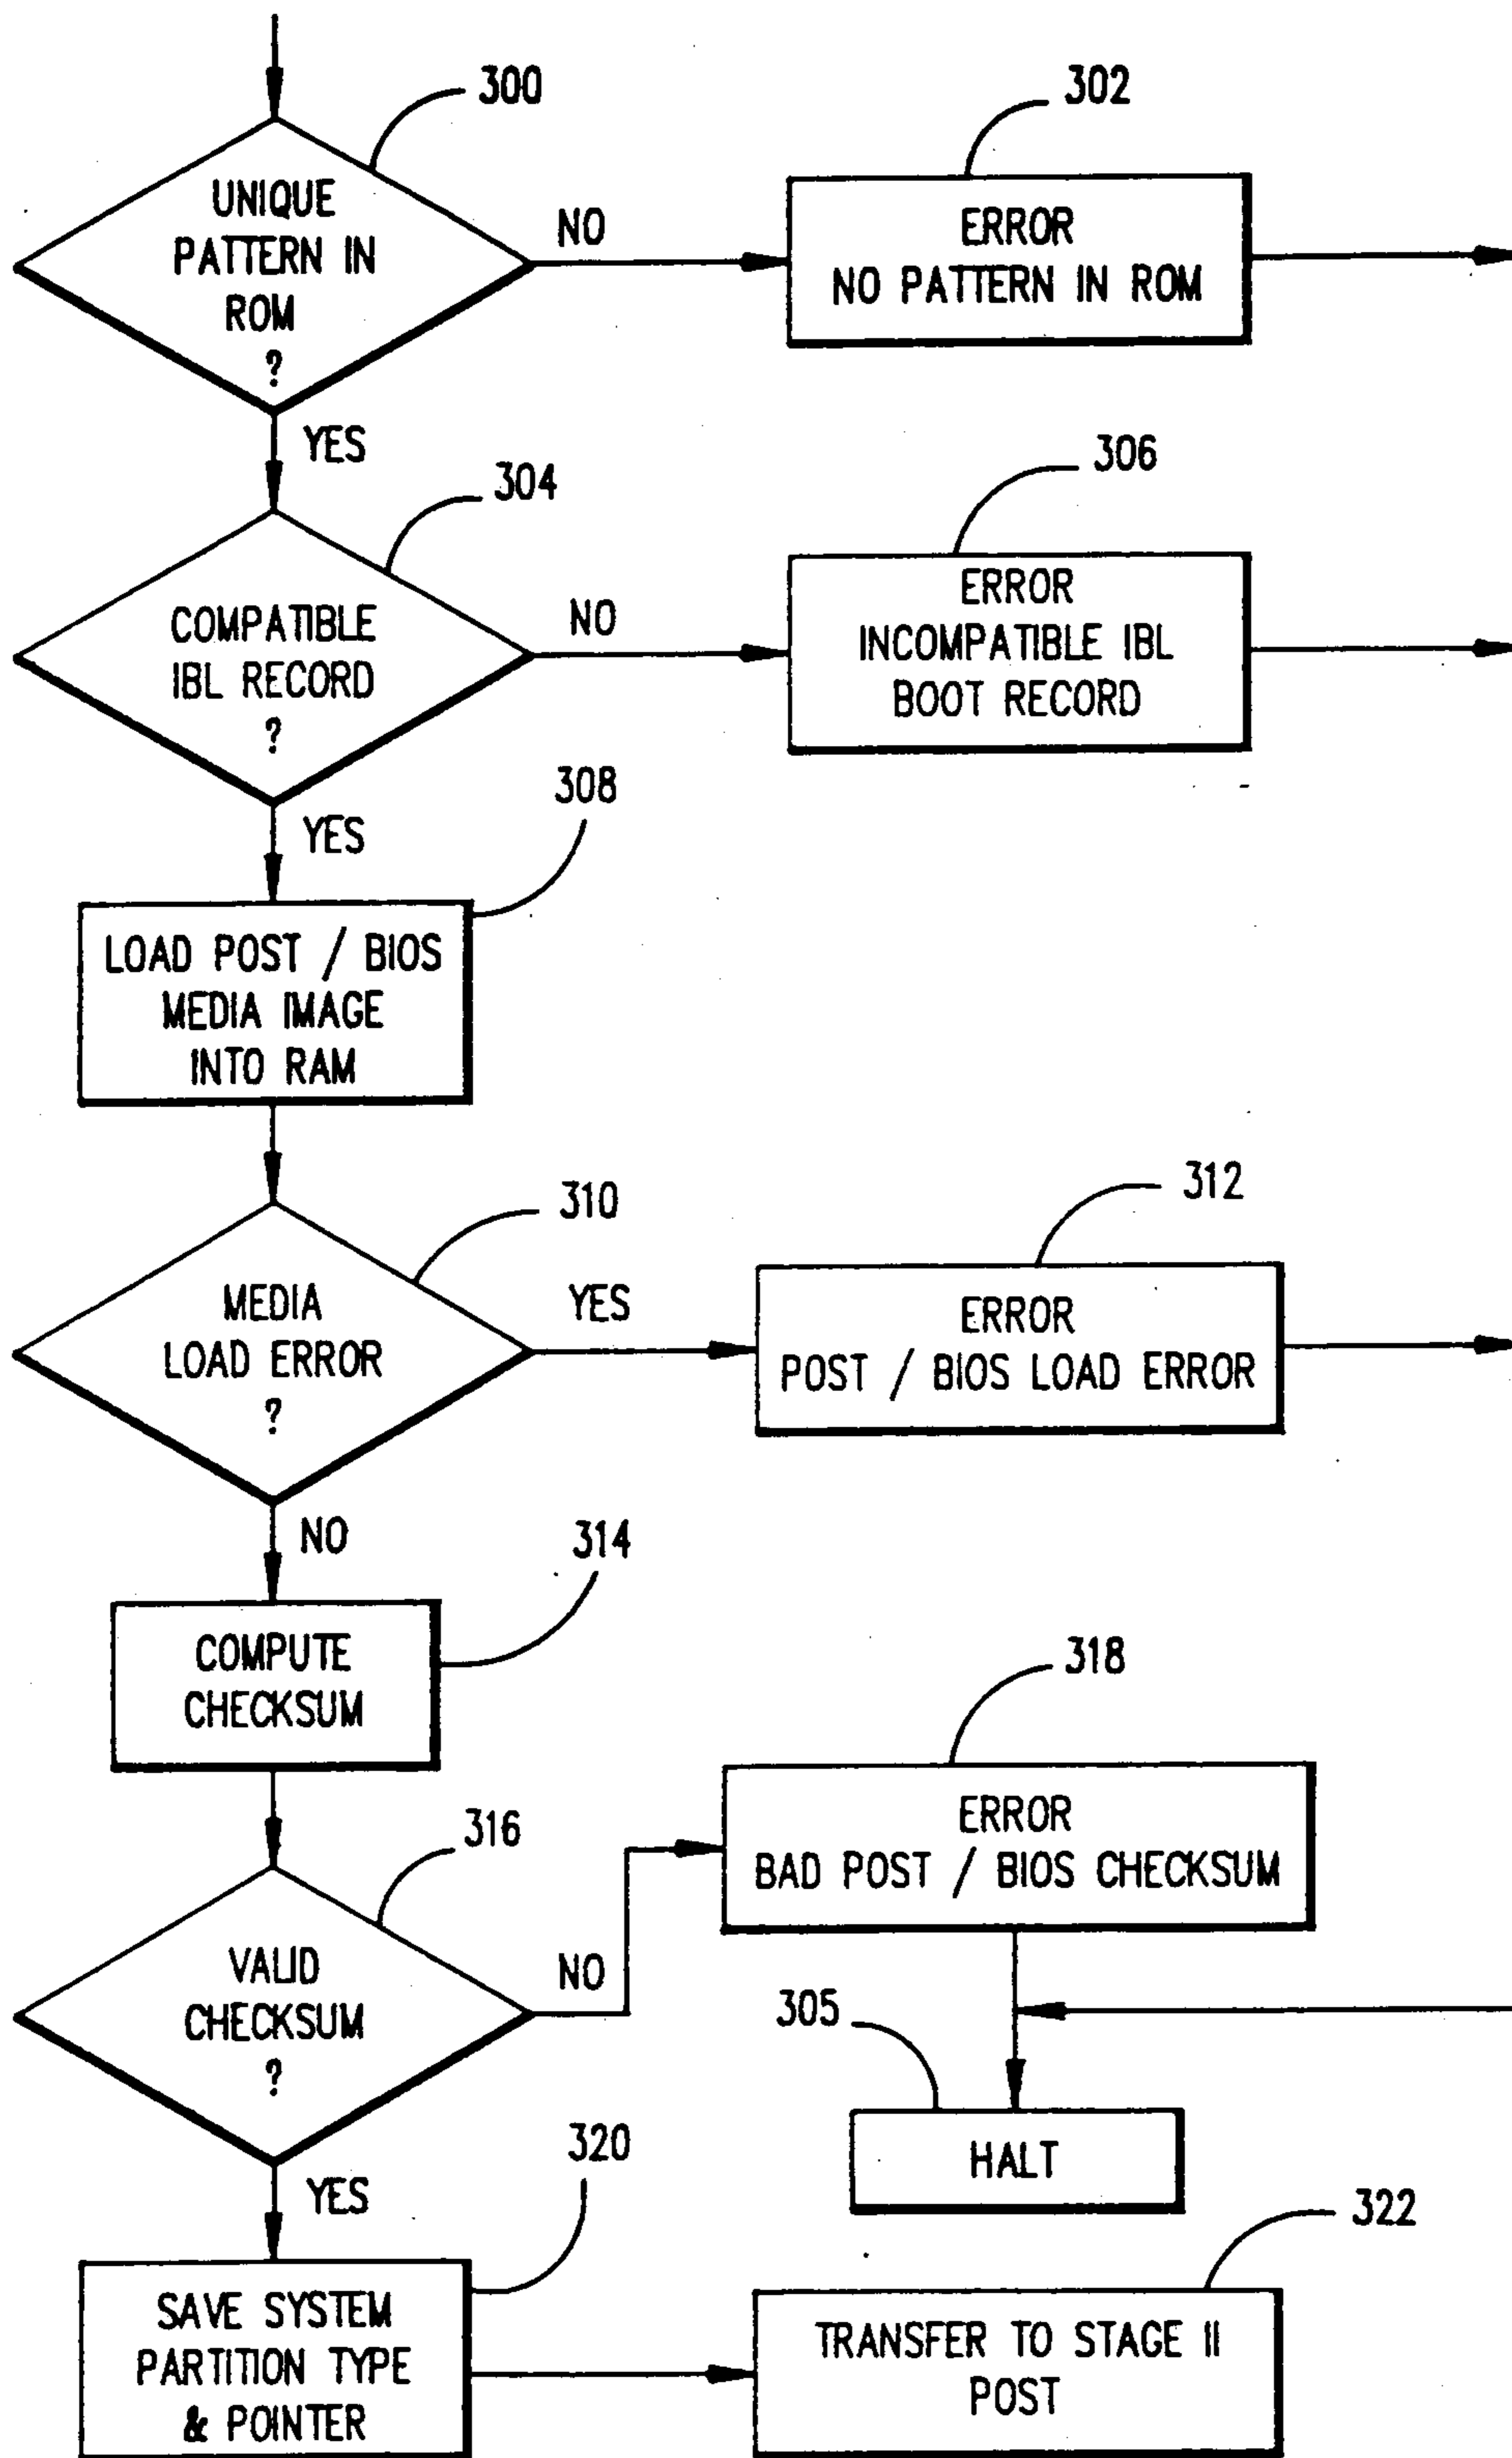 300
302
UNIQUE
PATTERN IN
ROM
?
NO
ERROR
NO PATTERN IN ROM
YES
304
306
COMPATIBLE
IBL RECORD
?
NO
ERROR
INCOMPATIBLE IBL
BOOT RECORD
YES
308
LOAD POST / BIOS
MEDIA IMAGE
INTO RAM
310
312
MEDIA
LOAD ERROR
?
YES
ERROR
POST / BIOS LOAD ERROR
NO
314
COMPUTE
CHECKSUM
316
318
VALID
CHECKSUM
?
NO
ERROR
BAD POST / BIOS CHECKSUM
305
HALT
YES
320
322
SAVE SYSTEM
PARTITION TYPE
& POINTER
TRANSFER TO STAGE II
POST